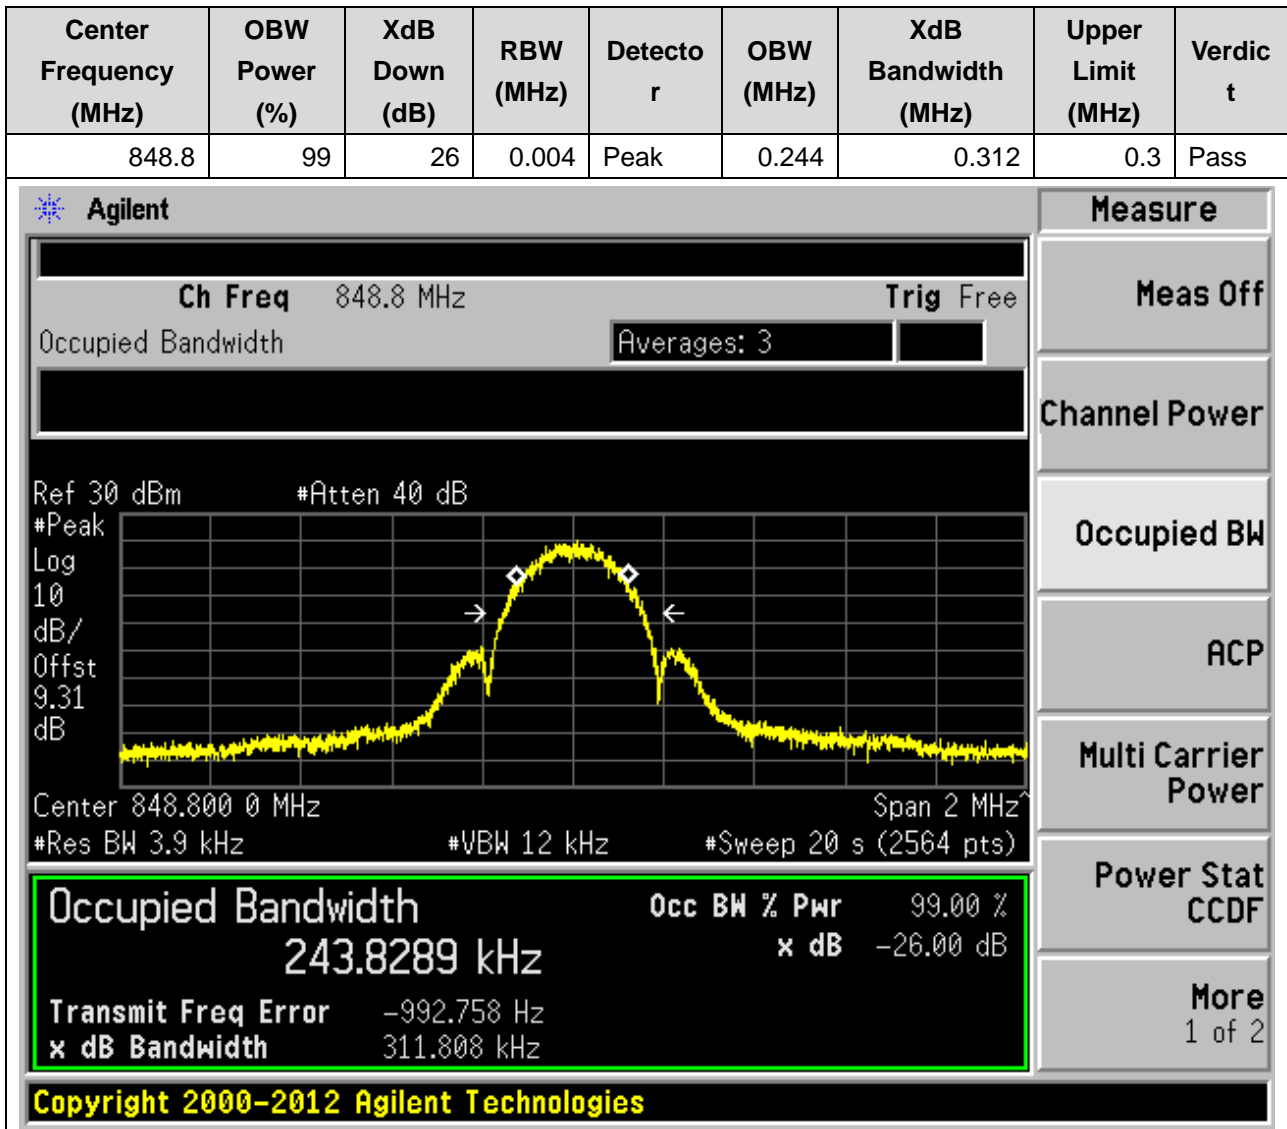 Center Frequency (MHz) OBW Power (%) XdB Down (dB) RBW (MHz) Detecto r OBW (MHz) XdB Bandwidth (MHz) Upper Limit (MHz) Verdic t
848.8 99 26 0.004 Peak 0.244 0.312 0.3 Pass
Agilent
Measure
Ch Freq 848.8 MHz Trig Free
Occupied Bandwidth Averages: 3
Ref 30 dBm #Atten 40 dB
#Peak
Log
10
dB/
Offst
9.31
dB
Center 848.800 0 MHz Span 2 MHz^
#Res BW 3.9 kHz #VBW 12 kHz #Sweep 20 s (2564 pts)
Occupied Bandwidth Occ BW % Pwr 99.00 %
243.8289 kHz x dB -26.00 dB
Transmit Freq Error -992.758 Hz
x dB Bandwidth 311.808 kHz
Meas Off
Channel Power
Occupied BW
ACP
Multi Carrier
Power
Power Stat
CCDF
More
1 of 2
Copyright 2000-2012 Agilent Technologies